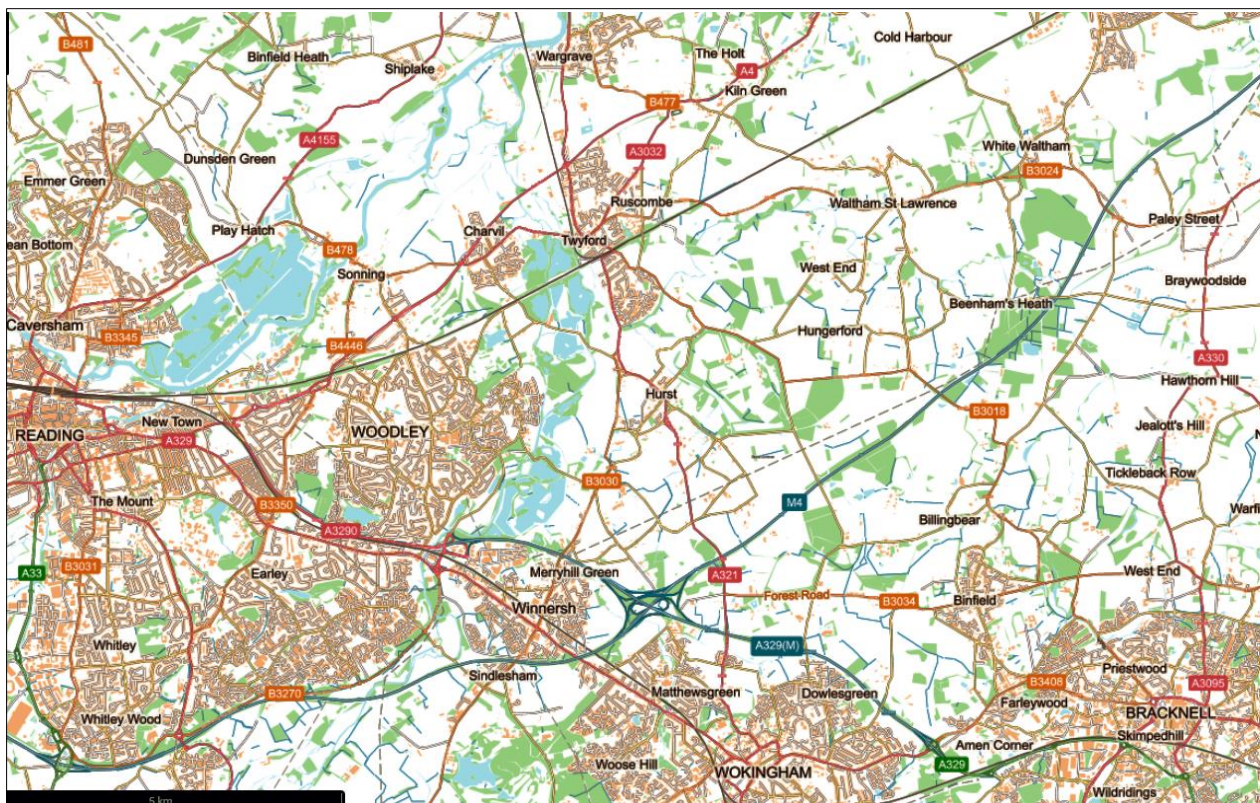 Cold Harbour
B481
Binfield Heath
Wargrave
The Holt
Shiplake
A4
Kiln Green
B477
A4155
A3032
Dunsden Green
White Waltham
B3024
Emmer Green
Ruscombe
Waltham St Lawrence
Paley Street
Play Hatch
Charvil
Twyford
ean Bottom
B478
Sonning
West End
Braywoodside
Beenham's Heath
Caversham
B3345
B4446
Hungerford
A330
Hawthorn Hill
Hurst
B3018
New Town
READING
A329
WOODLEY
Jealott's Hill
N
Tickleback Row
B3030
The Mount
B3350
M4
Warfi
A3290
Billingbear
A33
B3031
Earley
Merryhill Green
A321
West End
Winnersh
Forest Road
B3034
Binfield
Whitley
A329(M)
Priestwood
Sindlesham
B3270
Matthewsgreen
Dowlesgreen
B3408
A3095
Farleywood
Whitley Wood
BRACKNELL
Skimpedhill
Amen Corner
Woose Hill
WOKINGHAM
A329
Wildridings
5 km